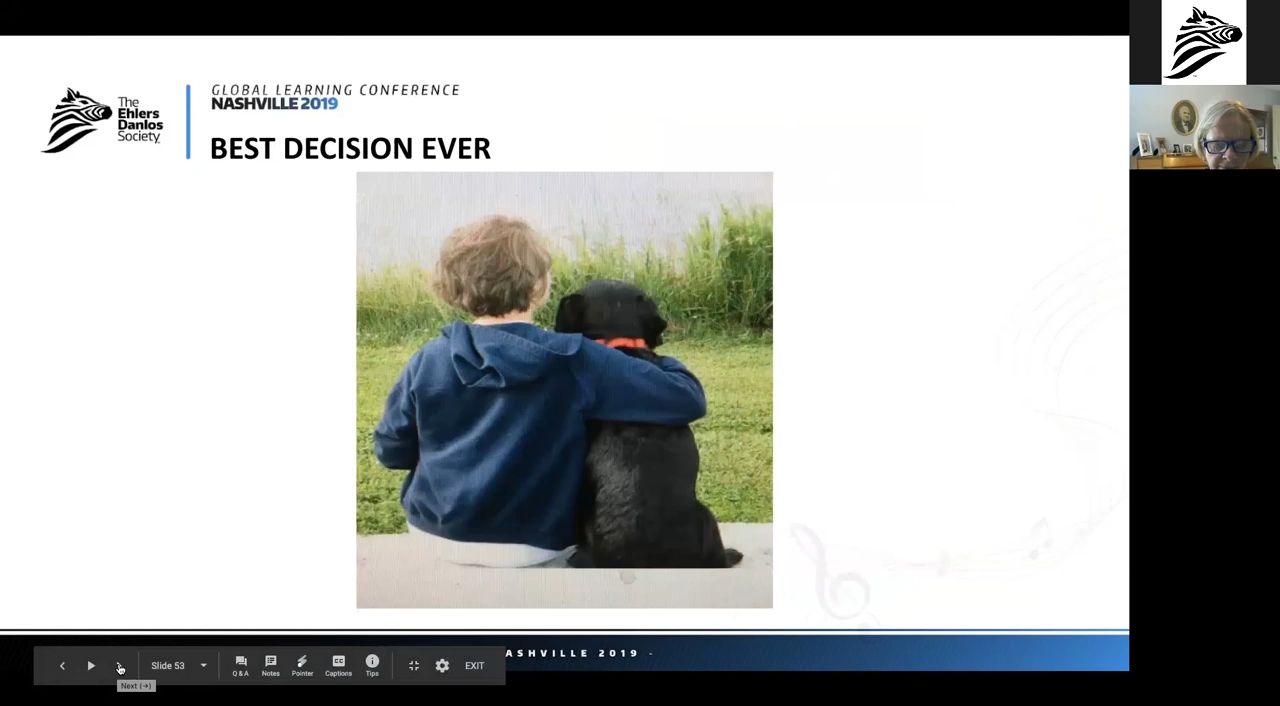 The
Ehlers
Danlos
Society
GLOBAL LEARNING CONFERENCE
NASHVILLE 2019
BEST DECISION EVER
ASHVILLE 2019 -
Slide 53
Q & A
Notes
Pointer
Captions
Tips
EXIT
Next (→)